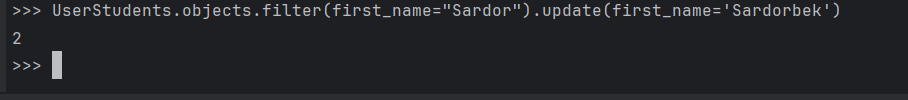 >>> UserStudents.objects.filter(first_name="Sardor").update(first_name='Sardorbek')
2
>>>